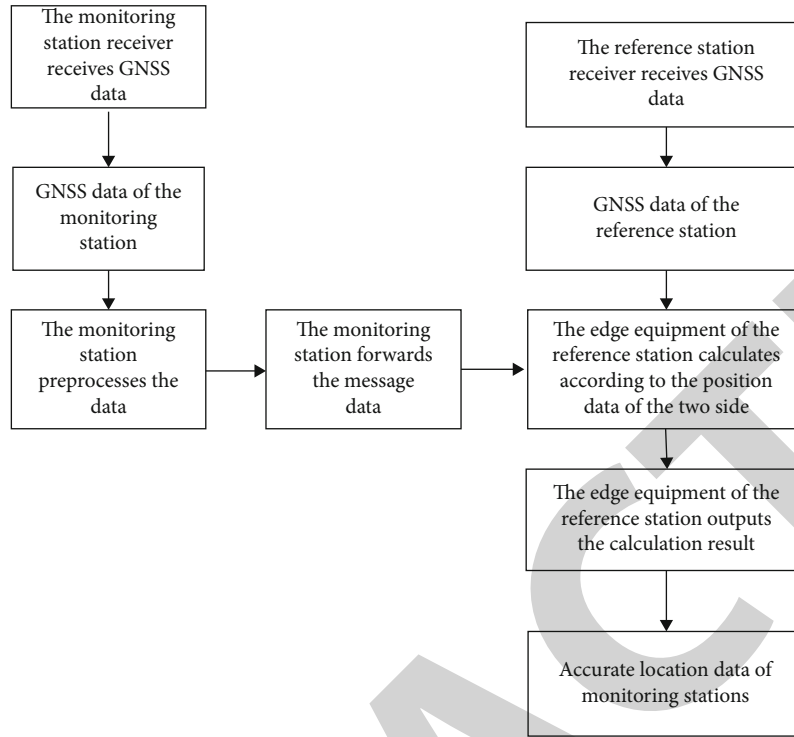 The monitoring
station receiver
receives GNSS
data
The reference station
receiver receives GNSS
data
GNSS data of the
monitoring
station
GNSS data of the
reference station
The monitoring
station
preprocesses the
data
The monitoring
station forwards
the message
data
The edge equipment of the
reference station calculates
according to the position
data of the two side
The edge equipment of the
reference station outputs
the calculation result
Accurate location data of
monitoring stations
ACT